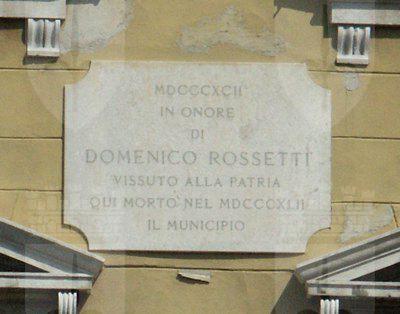 MDCCCXCII
IN ONORE
DI
DOMENICO ROSSETTI
VISSUTO ALLA PATRIA
QUI MORTO NEL MDCCCXLII
IL MUNICIPIO